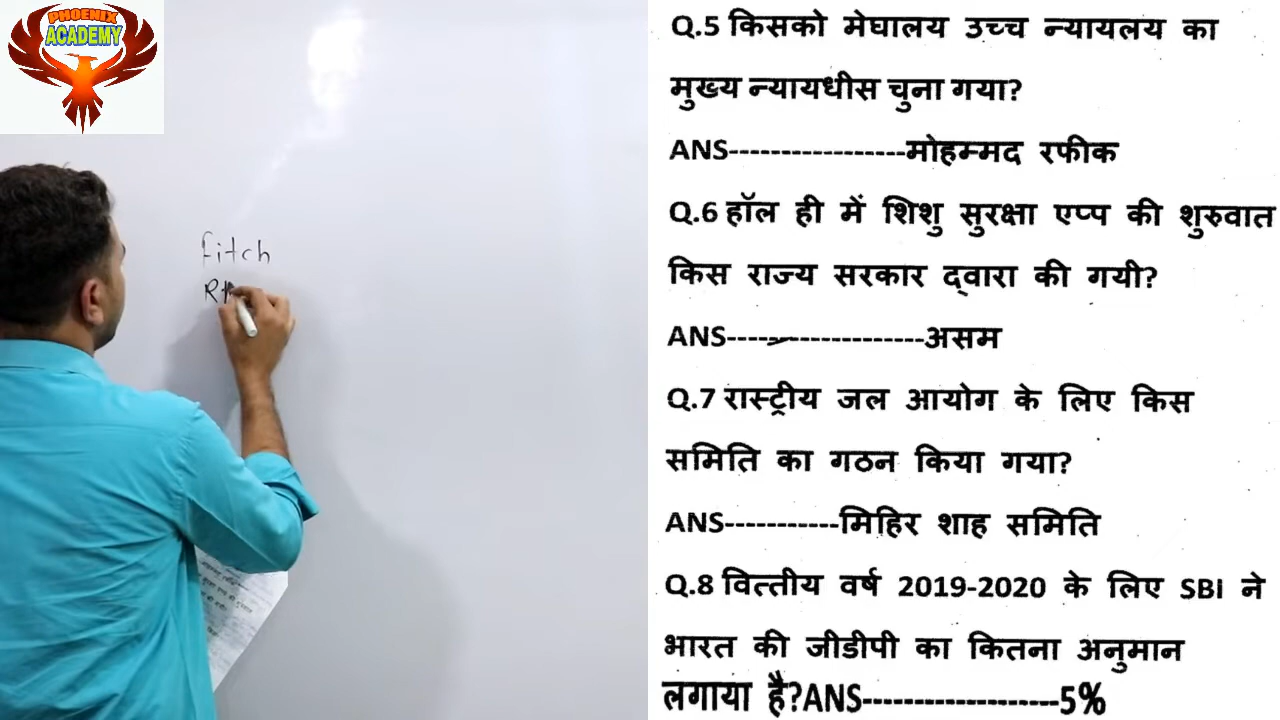 PHOENIX
ACADEMY
fitch
Q.5 किसको मेघालय उच्च न्यायलय का
मुख्य न्यायधीस चुना गया?
ANS-----------------मोहम्मद रफीक
Q.6 हॉल ही में शिशु सुरक्षा एप्प की शुरुवात
किस राज्य सरकार द्वारा की गयी?
ANS-------------------असम
Q.7 रास्ट्रीय जल आयोग के लिए किस
समिति का गठन किया गया?
ANS-----------मिहिर शाह समिति
Q.8 वित्तीय वर्ष 2019-2020 के लिए SBI ने
भारत की जीडीपी का कितना अनुमान
लगाया है?ANS-------------------5%